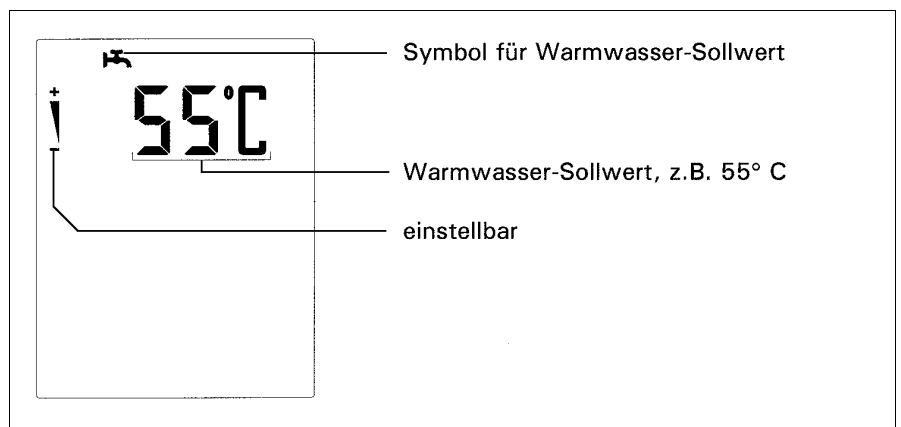 Symbol für Warmwasser-Sollwert
+
55°C
-
Warmwasser-Sollwert, z.B. 55° C
einstellbar